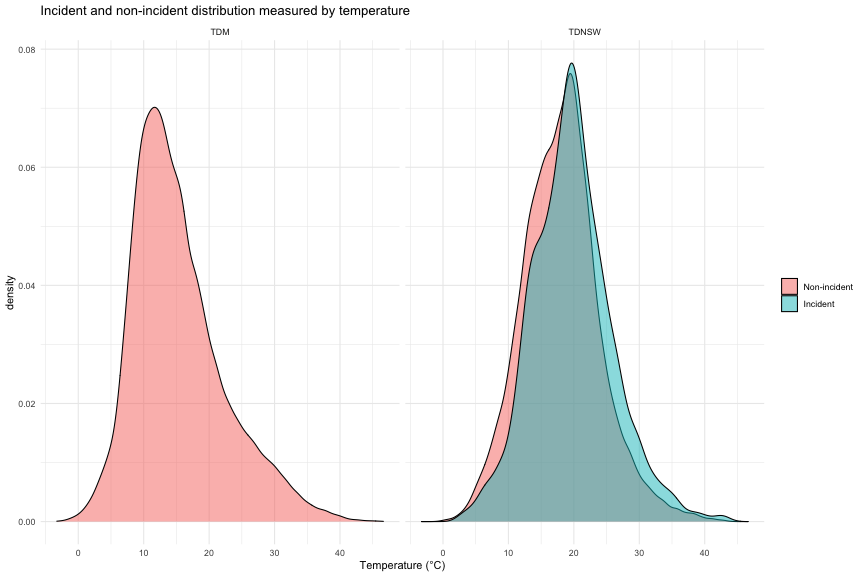 Incident and non-incident distribution measured by temperature
TDM
TDNSW
0.08
0.06
0.04
0.02
0.00
density
0 10 20 30 40
0 10 20 30 40
Temperature (°C)
Non-incident
Incident